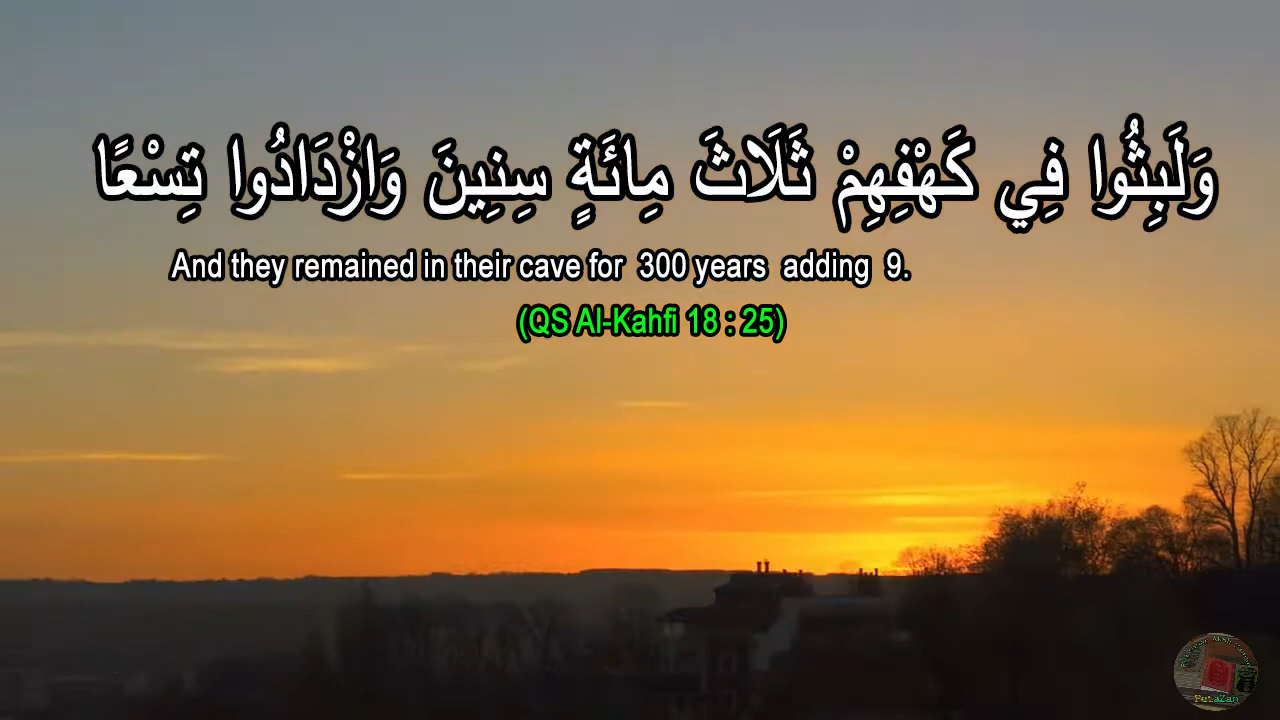 وَلَبِثُوا فِي كَهْفِهِمْ ثَلَاثَ مِائَةٍ سِنِينَ وَازْدَادُوا تِسْعًا
And they remained in their cave for 300 years adding 9.
(QS Al-Kahfi 18 : 25)
PetaZan